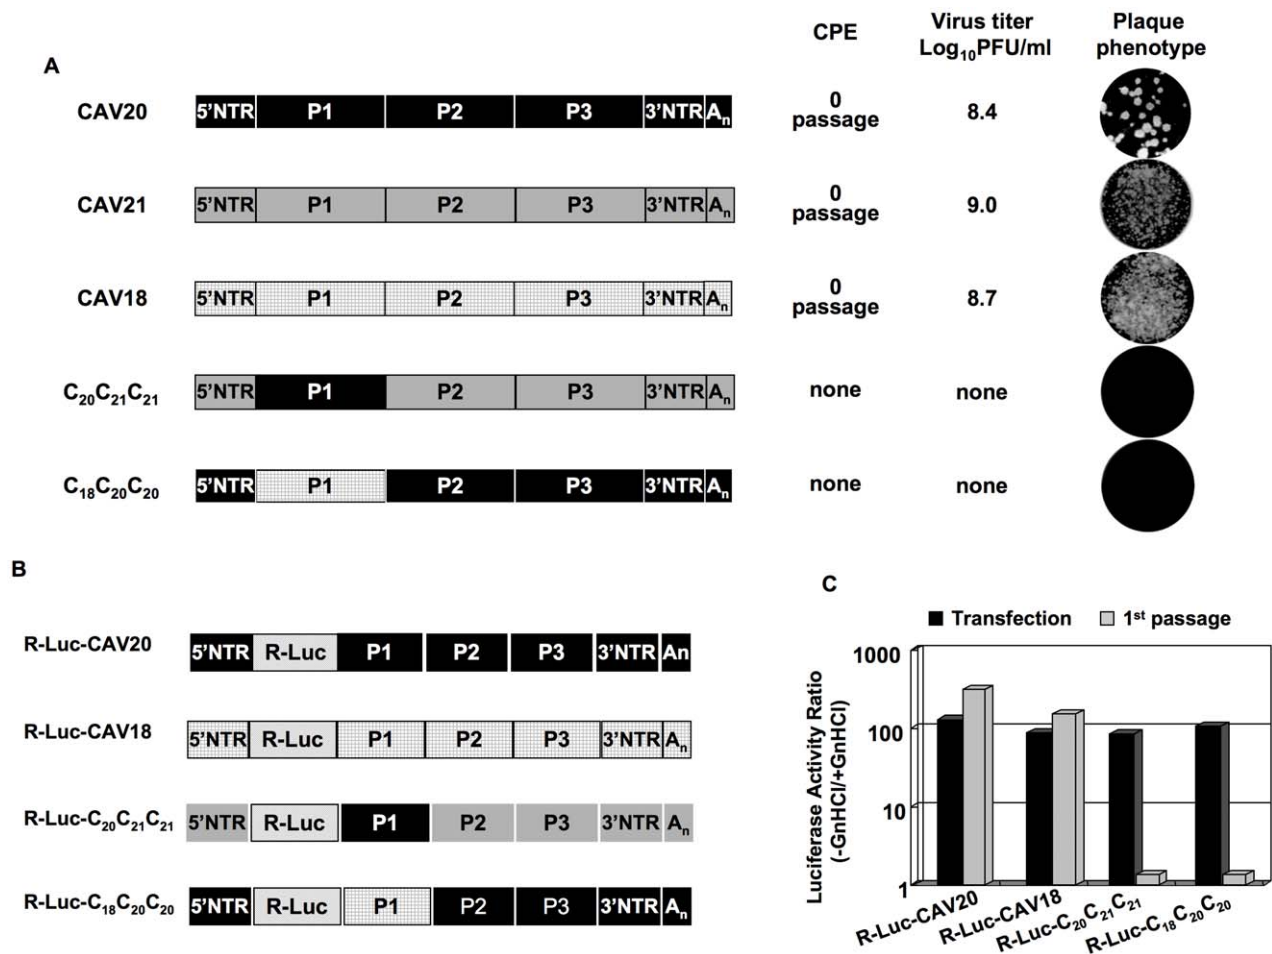 CPE
Virus titer
Log₁₀PFU/ml
Plaque
phenotype
A
CAV20
5'NTR P1 P2 P3 3'NTR Aₙ
0
passage
8.4
CAV21
5'NTR P1 P2 P3 3'NTR Aₙ
0
passage
9.0
CAV18
5'NTR P1 P2 P3 3'NTR Aₙ
0
passage
8.7
C₂₀C₂₁C₂₁
5'NTR P1 P2 P3 3'NTR Aₙ
none
none
C₁₈C₂₀C₂₀
5'NTR P1 P2 P3 3'NTR Aₙ
none
none
B
R-Luc-CAV20
5'NTR R-Luc P1 P2 P3 3'NTR An
R-Luc-CAV18
5'NTR R-Luc P1 P2 P3 3'NTR Aₙ
R-Luc-C₂₀C₂₁C₂₁
5'NTR R-Luc P1 P2 P3 3'NTR Aₙ
R-Luc-C₁₈C₂₀C₂₀
5'NTR R-Luc P1 P2 P3 3'NTR Aₙ
C
Transfection
1ˢᵗ passage
Luciferase Activity Ratio
(-GnHCl/+GnHCl)
1000
100
10
1
R-Luc-CAV20
R-Luc-CAV18
R-Luc-C₂₀C₂₁C₂₁
R-Luc-C₁₈C₂₀C₂₀